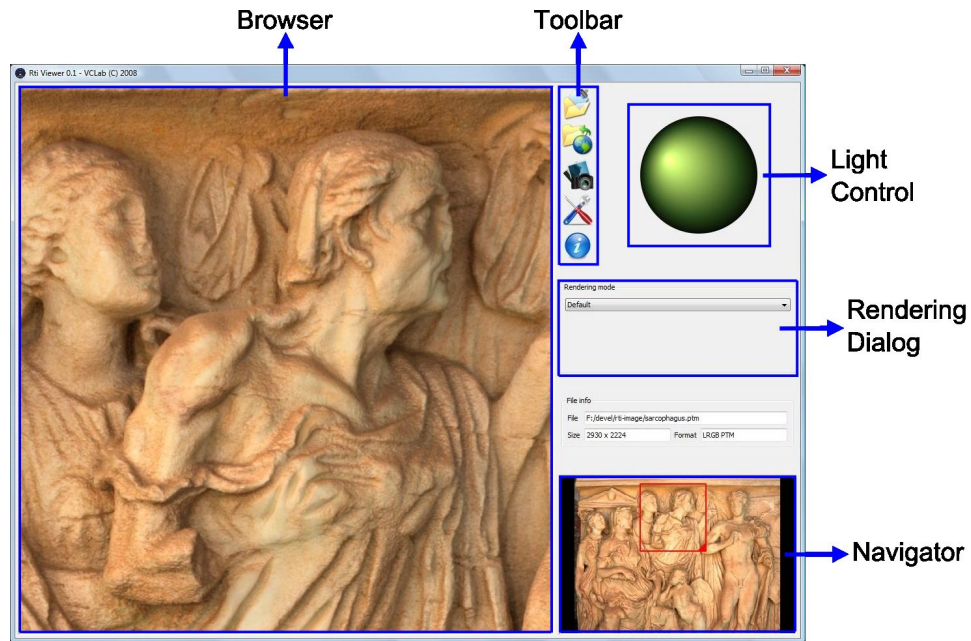 Browser
Toolbar
Rti Viewer 0.1 - VCLab (C) 2008
Light
Control
Rendering mode
Default
Rendering
Dialog
File info
File F:/devel/rti-image/sarcophagus.ptm
Size 2930 x 2224 Format LRGB PTM
Navigator